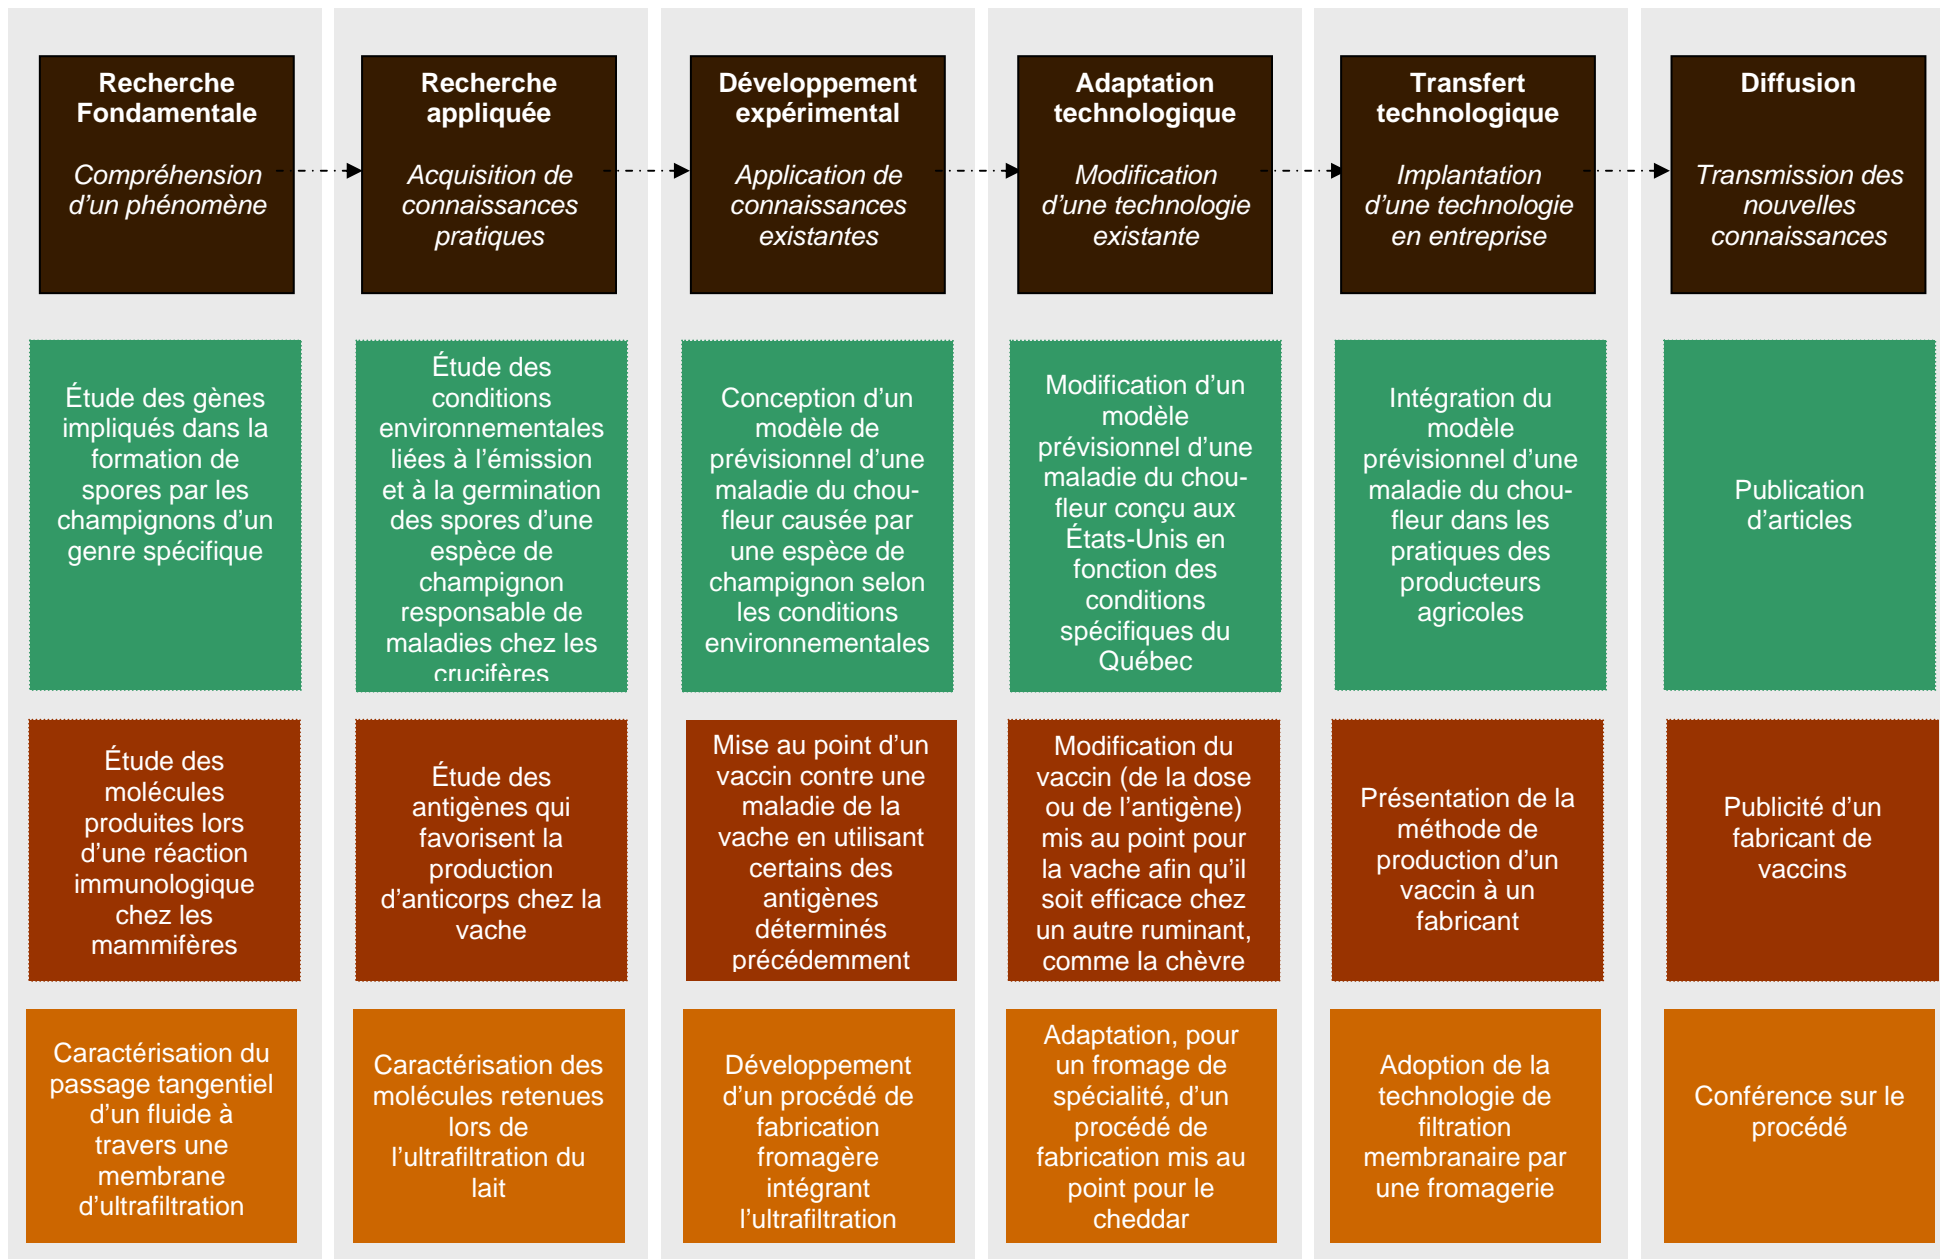 Recherche
Fondamentale
Compréhension
d’un phénomène
Recherche
appliquée
Acquisition de
connaissances
pratiques
Développement
expérimental
Application de
connaissances
existantes
Adaptation
technologique
Modification
d’une technologie
existante
Transfert
technologique
Implantation
d’une technologie
en entreprise
Diffusion
Transmission des
nouvelles
connaissances
Étude des gènes
impliqués dans la
formation de
spores par les
champignons d’un
genre spécifique
Étude des
conditions
environnementales
liées à l’émission
et à la germination
des spores d’une
espèce de
champignon
responsable de
maladies chez les
crucifères
Conception d’un
modèle de
prévisionnel d’une
maladie du chou-
fleur causée par
une espèce de
champignon selon
les conditions
environnementales
Modification d’un
modèle
prévisionnel d’une
maladie du chou-
fleur conçu aux
États-Unis en
fonction des
conditions
spécifiques du
Québec
Intégration du
modèle
prévisionnel d’une
maladie du chou-
fleur dans les
pratiques des
producteurs
agricoles
Publication
d’articles
Étude des
molécules
produites lors
d’une réaction
immunologique
chez les
mammifères
Étude des
antigènes qui
favorisent la
production
d’anticorps chez la
vache
Mise au point d’un
vaccin contre une
maladie de la
vache en utilisant
certains des
antigènes
déterminés
précédemment
Modification du
vaccin (de la dose
ou de l’antigène)
mis au point pour
la vache afin qu’il
soit efficace chez
un autre ruminant,
comme la chèvre
Présentation de la
méthode de
production d’un
vaccin à un
fabricant
Publicité d’un
fabricant de
vaccins
Caractérisation du
passage tangentiel
d’un fluide à
travers une
membrane
d’ultrafiltration
Caractérisation des
molécules retenues
lors de
l’ultrafiltration du
lait
Développement
d’un procédé de
fabrication
fromagère
intégrant
l’ultrafiltration
Adaptation, pour
un fromage de
spécialité, d’un
procédé de
fabrication mis au
point pour le
cheddar
Adoption de la
technologie de
filtration
membranaire par
une fromagerie
Conférence sur le
procédé